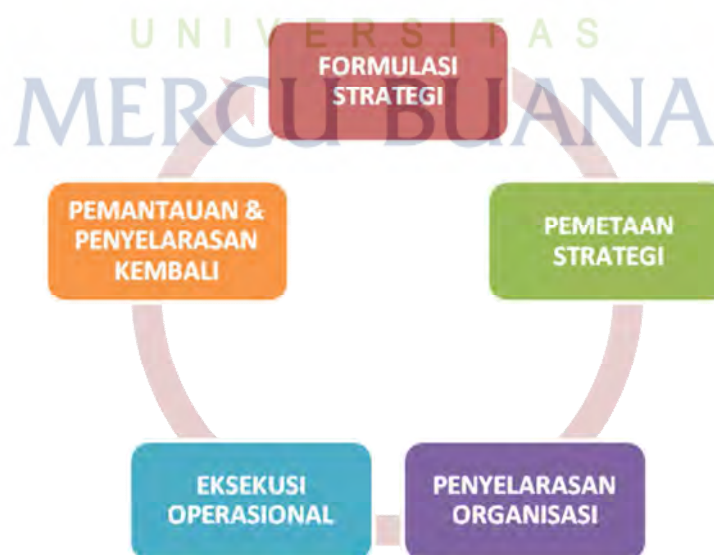 UNIVERSITAS
MERCU BUANA
FORMULASI
STRATEGI
PEMETAAN
STRATEGI
PENYELARASAN
ORGANISASI
EKSEKUSI
OPERASIONAL
PEMANTAUAN &
PENYELARASAN
KEMBALI